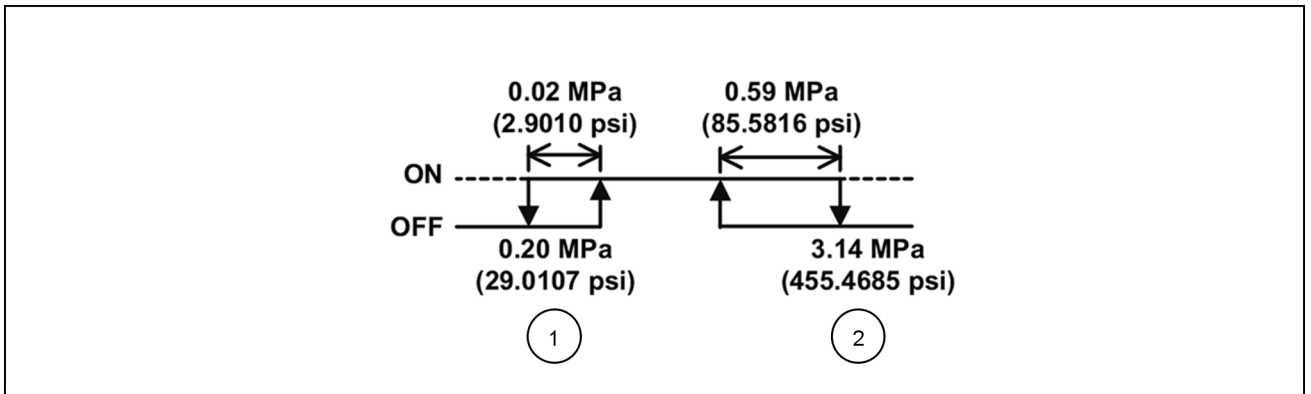 0.02 MPa
(2.9010 psi)
0.59 MPa
(85.5816 psi)
ON
OFF
0.20 MPa
(29.0107 psi)
3.14 MPa
(455.4685 psi)
1
2